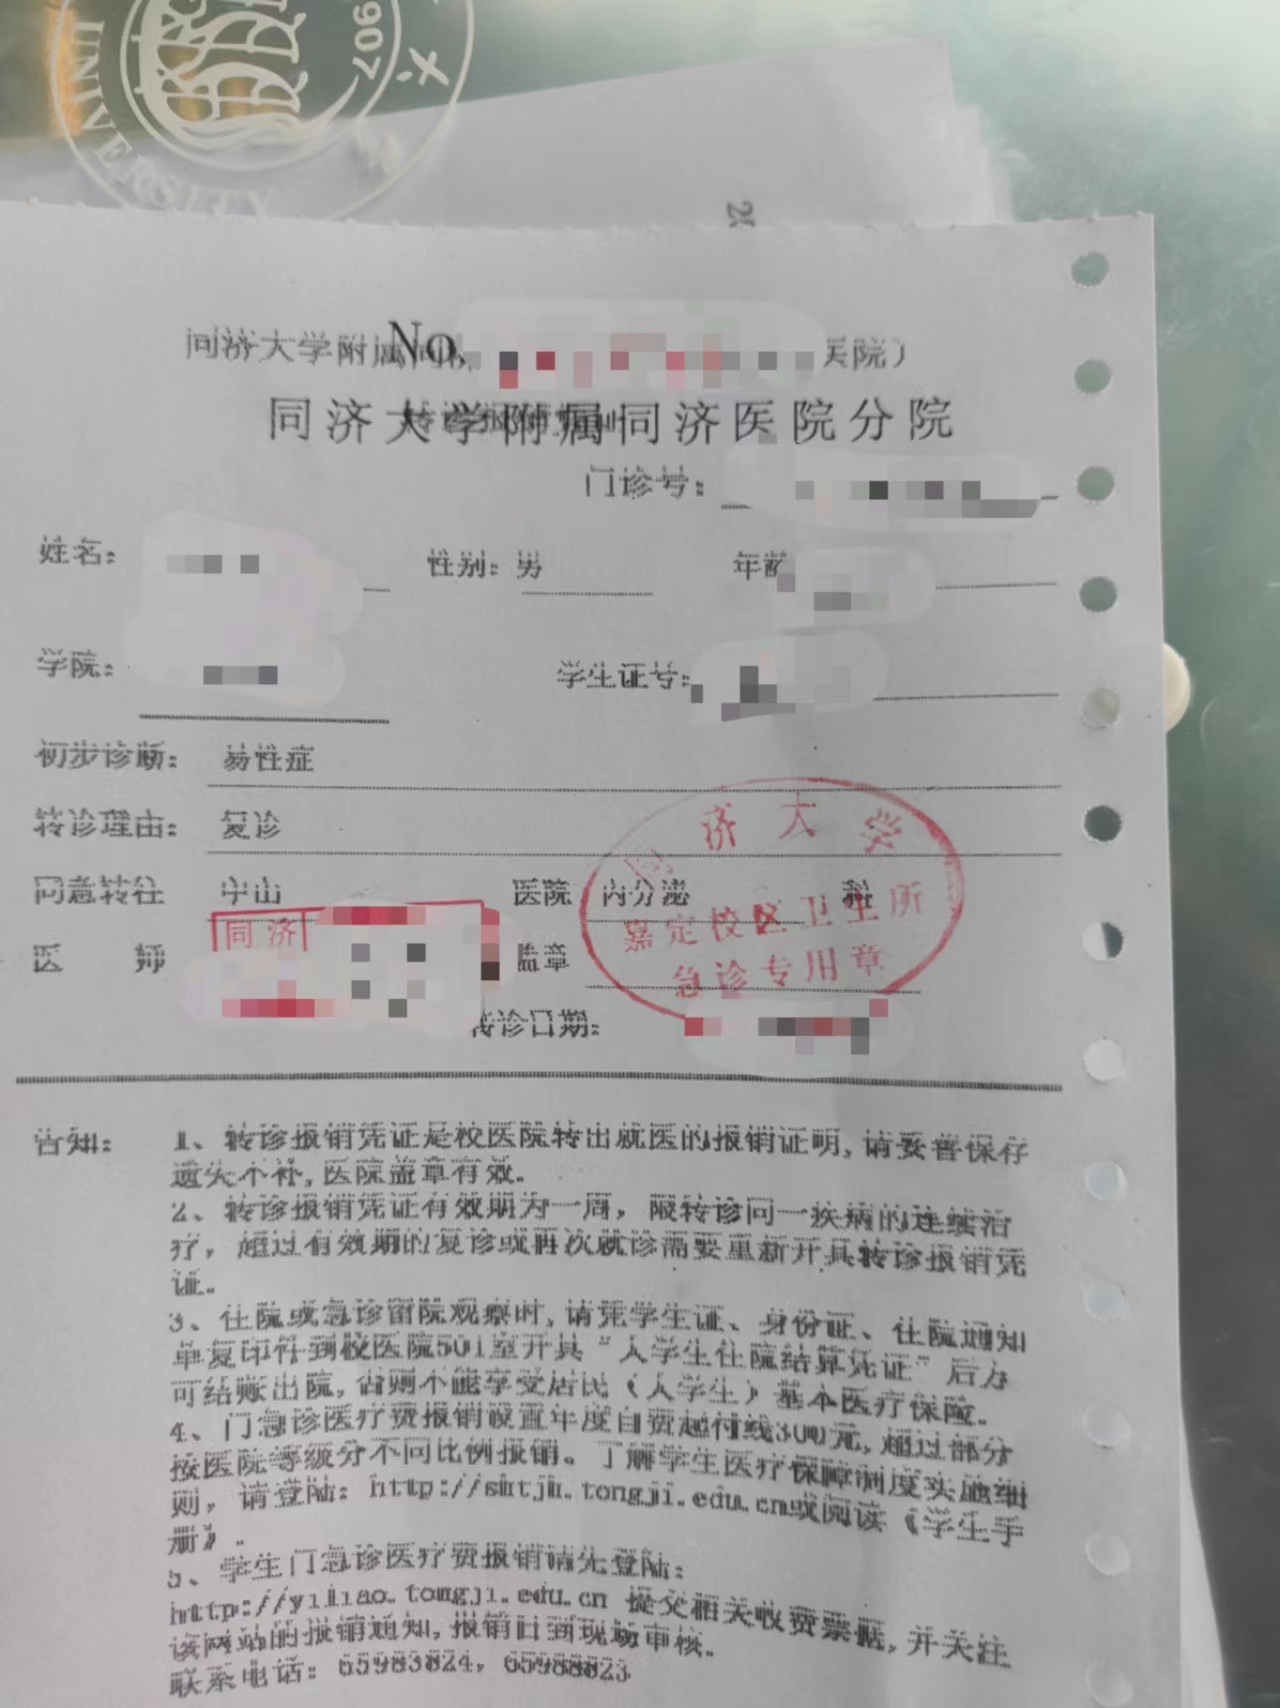 1907
UNIVERSITY
20
No.
同济大学附属同 医院)
同济大学附属同济医院分院
门诊号:
姓名: 性别: 男 年龄
学院: 学生证号:
初步诊断: 易性症
转诊理由: 复诊
同意转往 中山 医院 内分泌 科
医 师 同济 盖章
转诊日期:
同济大学
嘉定校区卫生所
急诊专用章
告知: 1、转诊报销凭证是校医院转出就医的报销证明,请妥善保存
遗失不补,医院盖章有效。
2、转诊报销凭证有效期为一周,限转诊同一疾病的连续治
疗,超过有效期的复诊或再次就诊需要重新开具转诊报销凭
证。
3、住院或急诊留院观察时,请凭学生证、身份证、住院通知
单复印件到校医院501室开具“大学生住院结算凭证”后方
可结账出院,否则不能享受居民(大学生)基本医疗保险。
4、门急诊医疗费报销设置年度自费起付线300元,超过部分
按医院等级分不同比例报销。了解学生医疗保障制度实施细
则,请登陆: http://sntjh.tongji.edu.cn或阅读《学生手
册》.
5、学生门急诊医疗费报销请先登陆:
http://yiliao.tongji.edu.cn 提交相关收费票据,并关注
该网站的报销通知,报销日到现场审核。
联系电话: 65983824, 65988823